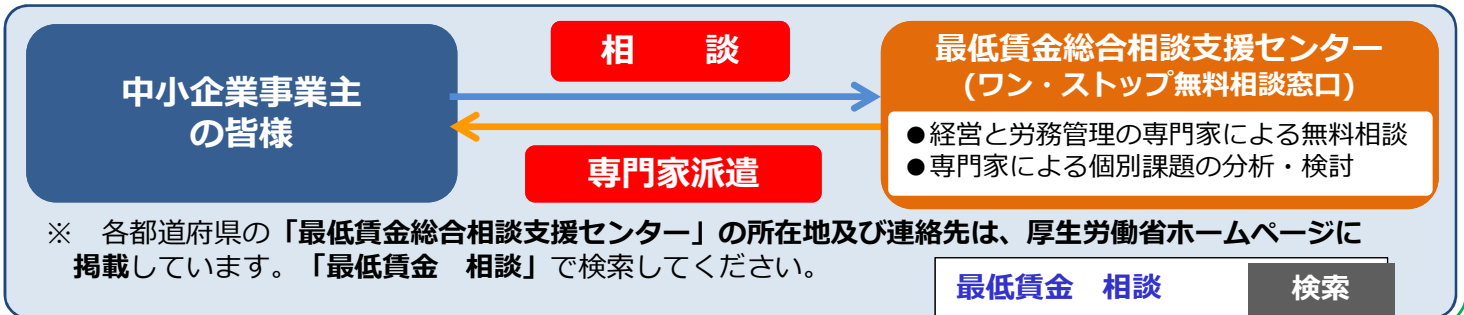 中小企業事業主
の皆様
相　談
専門家派遣
最低賃金総合相談支援センター
(ワン・ストップ無料相談窓口)
●経営と労務管理の専門家による無料相談
●専門家による個別課題の分析・検討
※　各都道府県の「最低賃金総合相談支援センター」の所在地及び連絡先は、厚生労働省ホームページに
掲載しています。「最低賃金　相談」で検索してください。
最低賃金　相談
検索